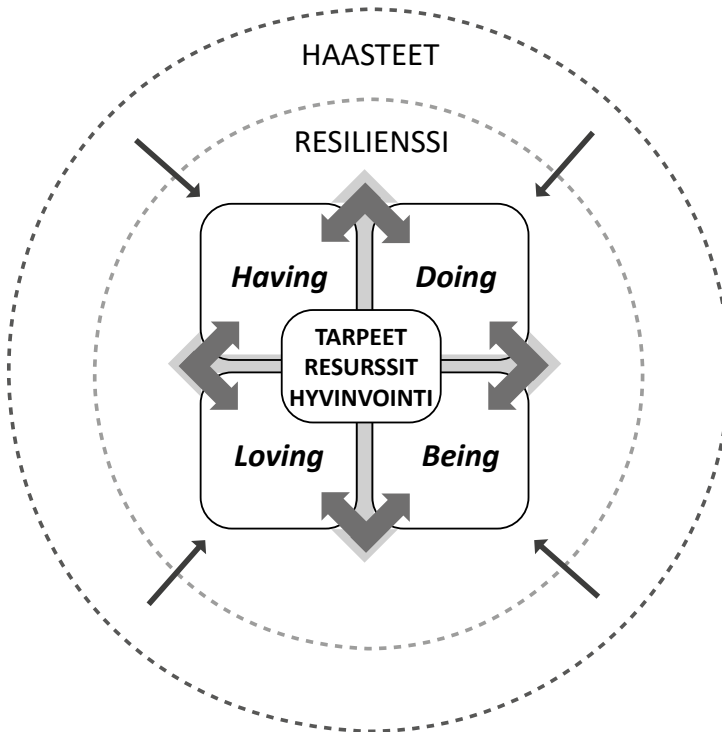 HAASTEET
RESILIENSSI
Having
Doing
TARPEET
RESURSSIT
HYVINVOINTI
Loving
Being